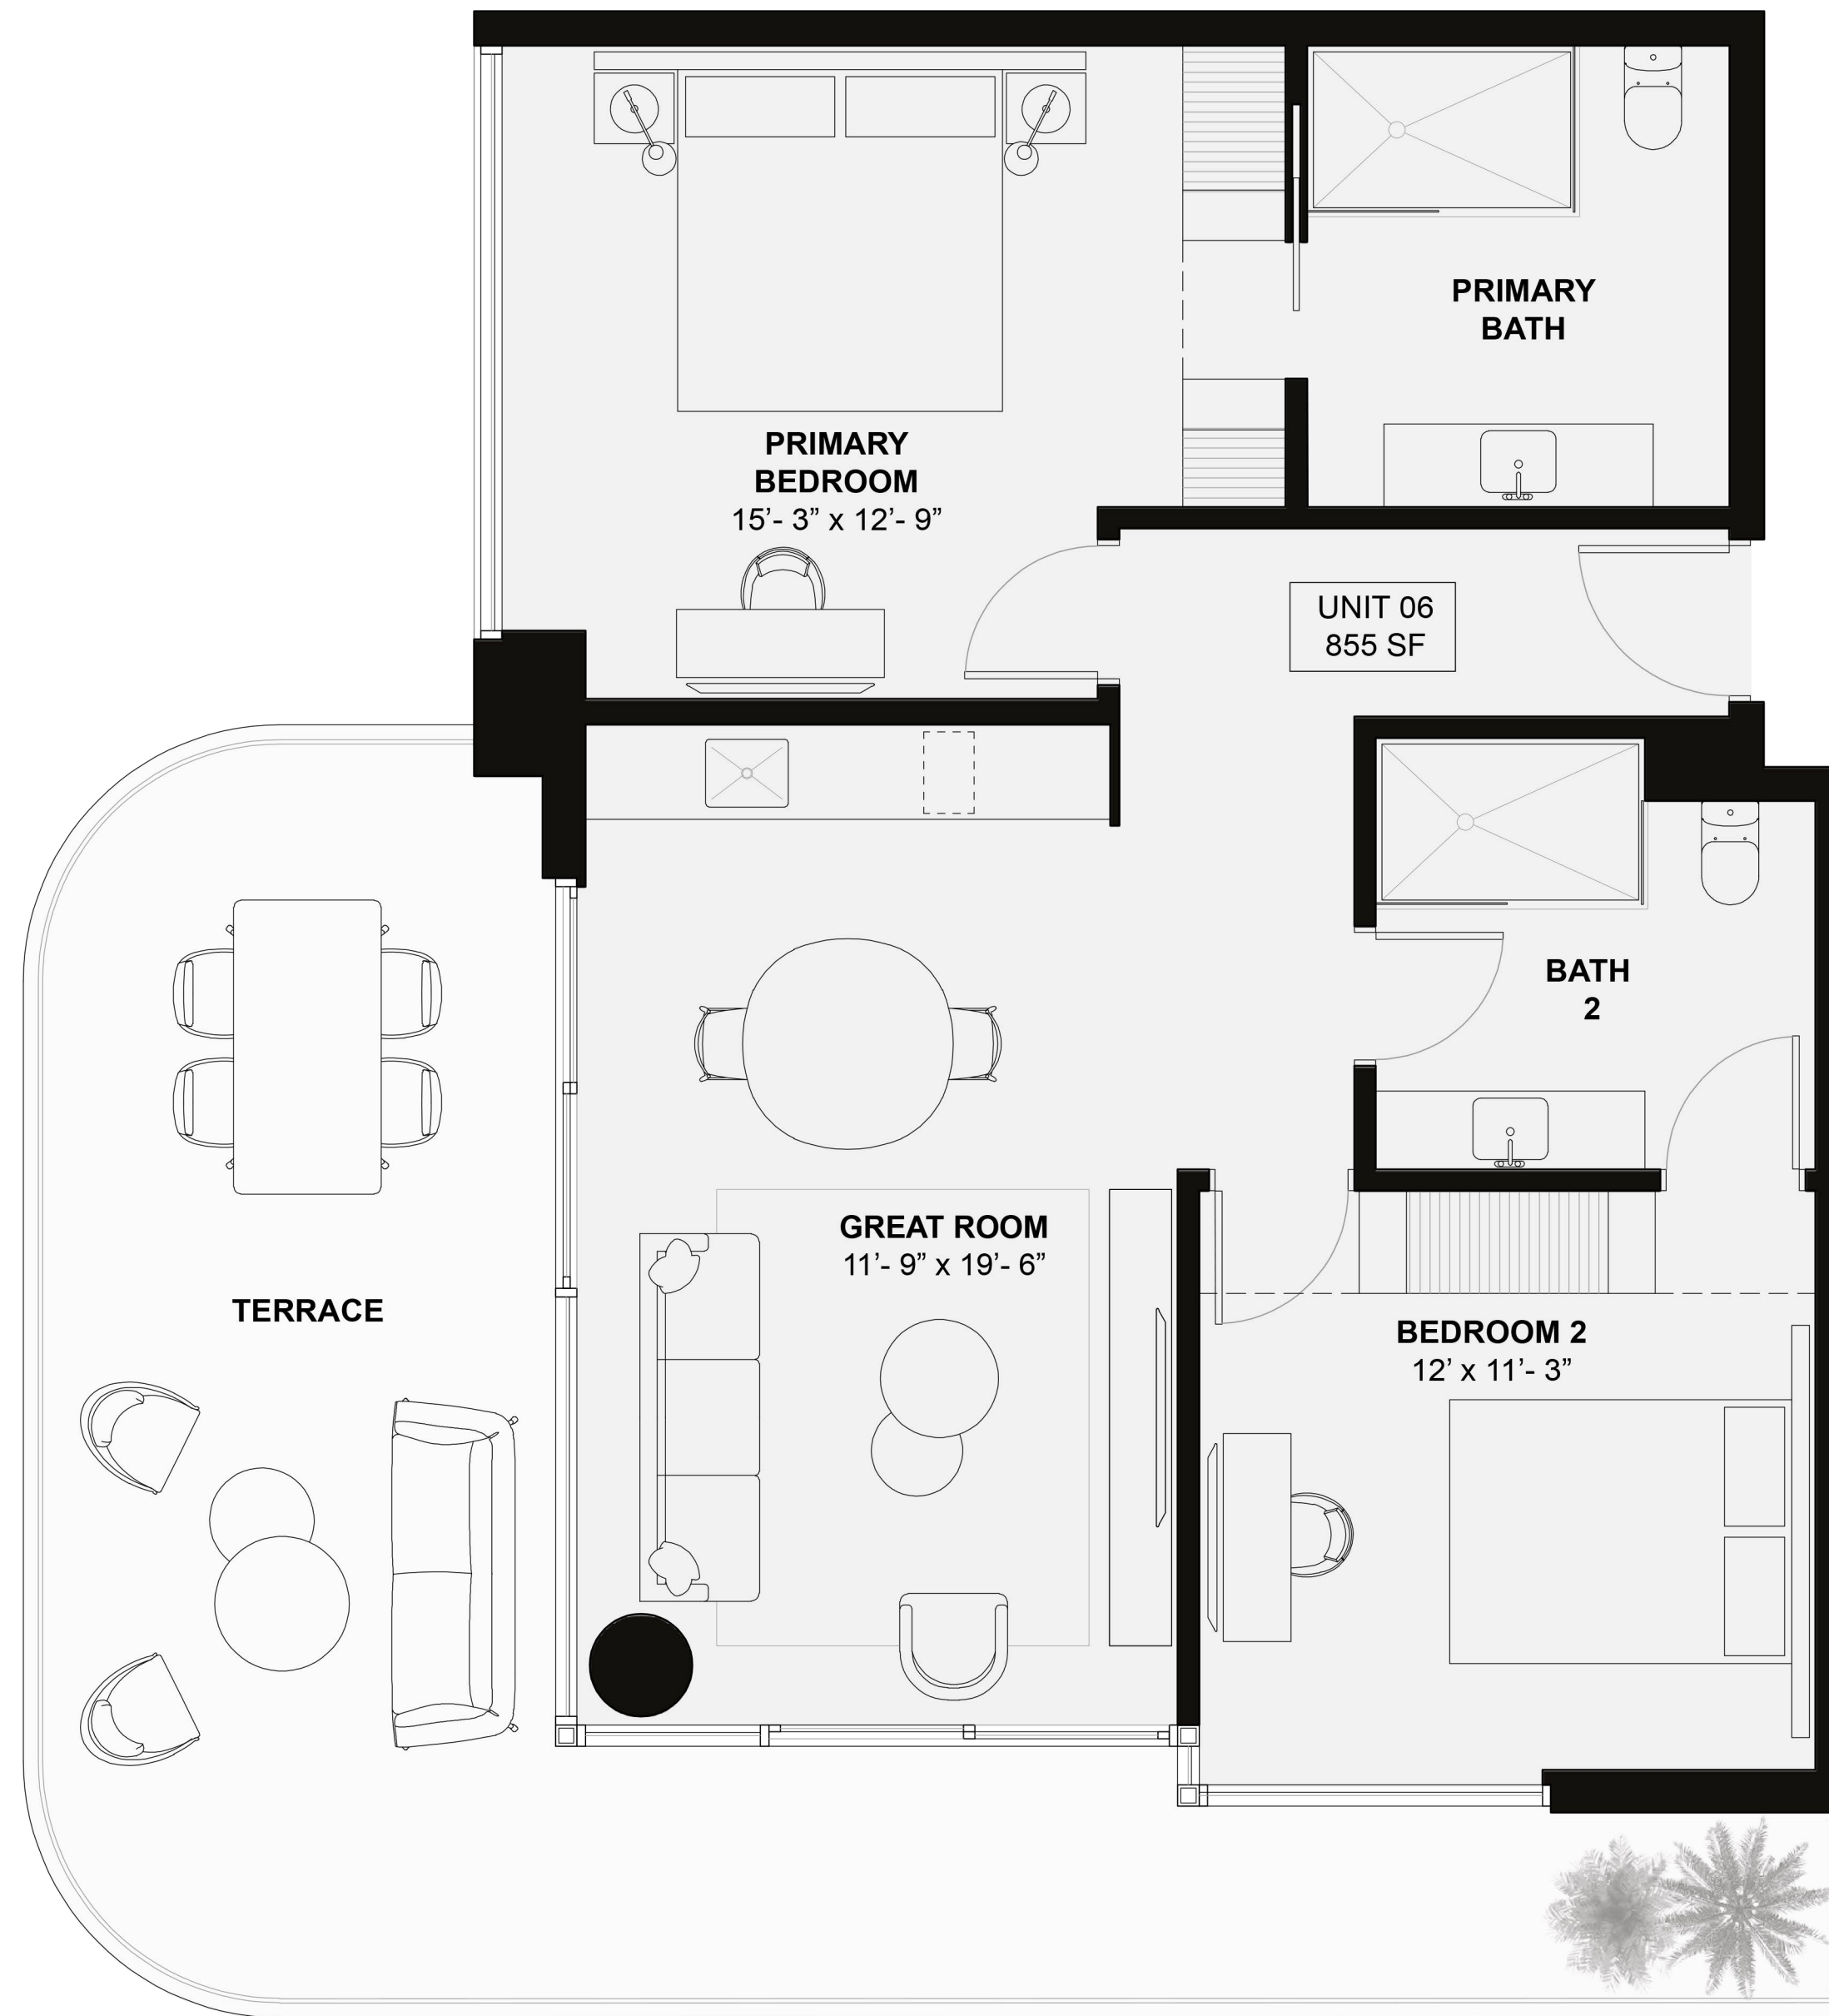 PRIMARY
BATH
PRIMARY
BEDROOM
15’- 3” x 12’- 9”
UNIT 06
855 SF
BATH
2
GREAT ROOM
11’- 9” x 19’- 6”
TERRACE
BEDROOM 2
12’ x 11’- 3”